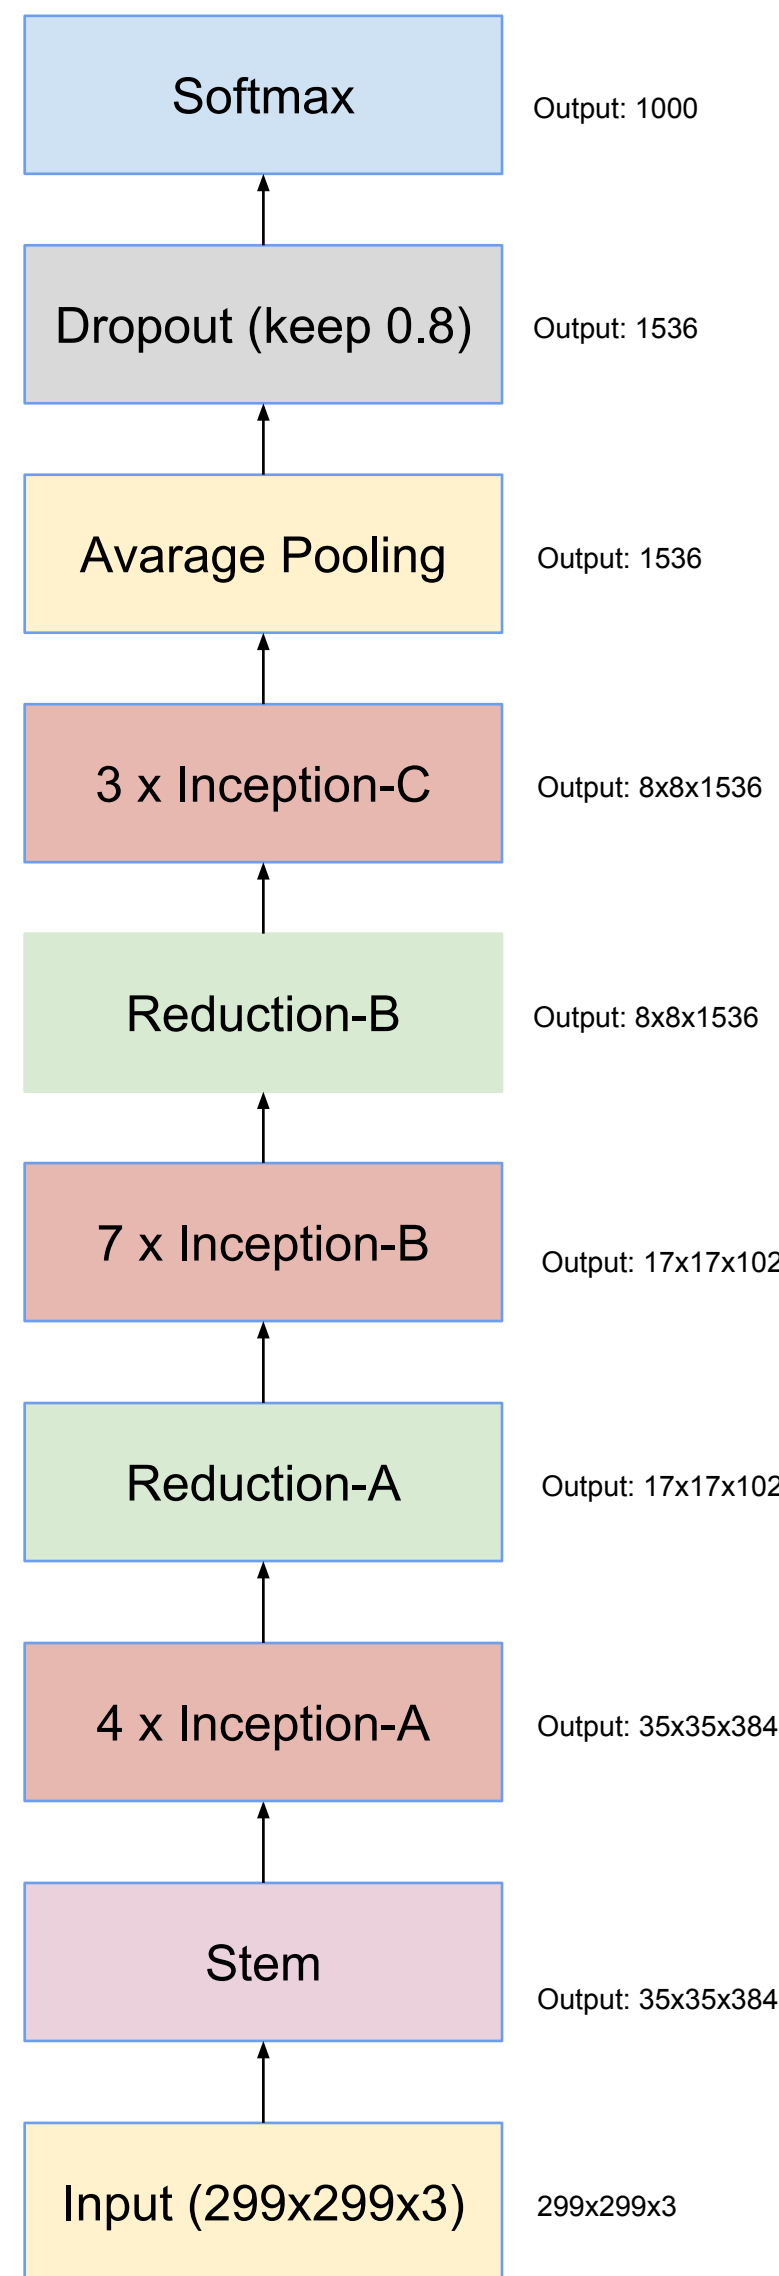 Softmax
Output: 1000
Dropout (keep 0.8)
Output: 1536
Avarage Pooling
Output: 1536
3 x Inception-C
Output: 8x8x1536
Reduction-B
Output: 8x8x1536
7 x Inception-B
Output: 17x17x102
Reduction-A
Output: 17x17x102
4 x Inception-A
Output: 35x35x384
Stem
Output: 35x35x384
Input (299x299x3)
299x299x3